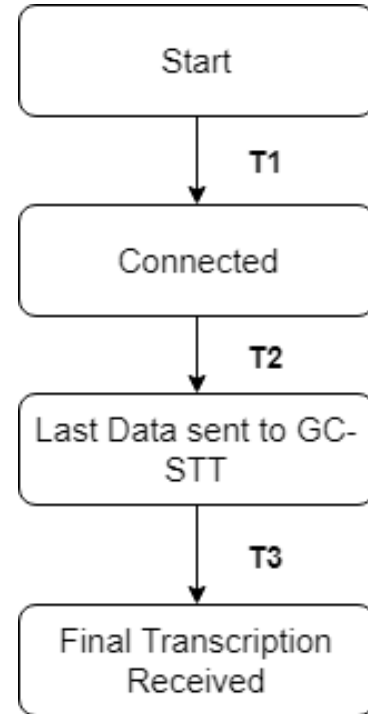 Start
T1
Connected
T2
Last Data sent to GC-
STT
T3
Final Transcription
Received